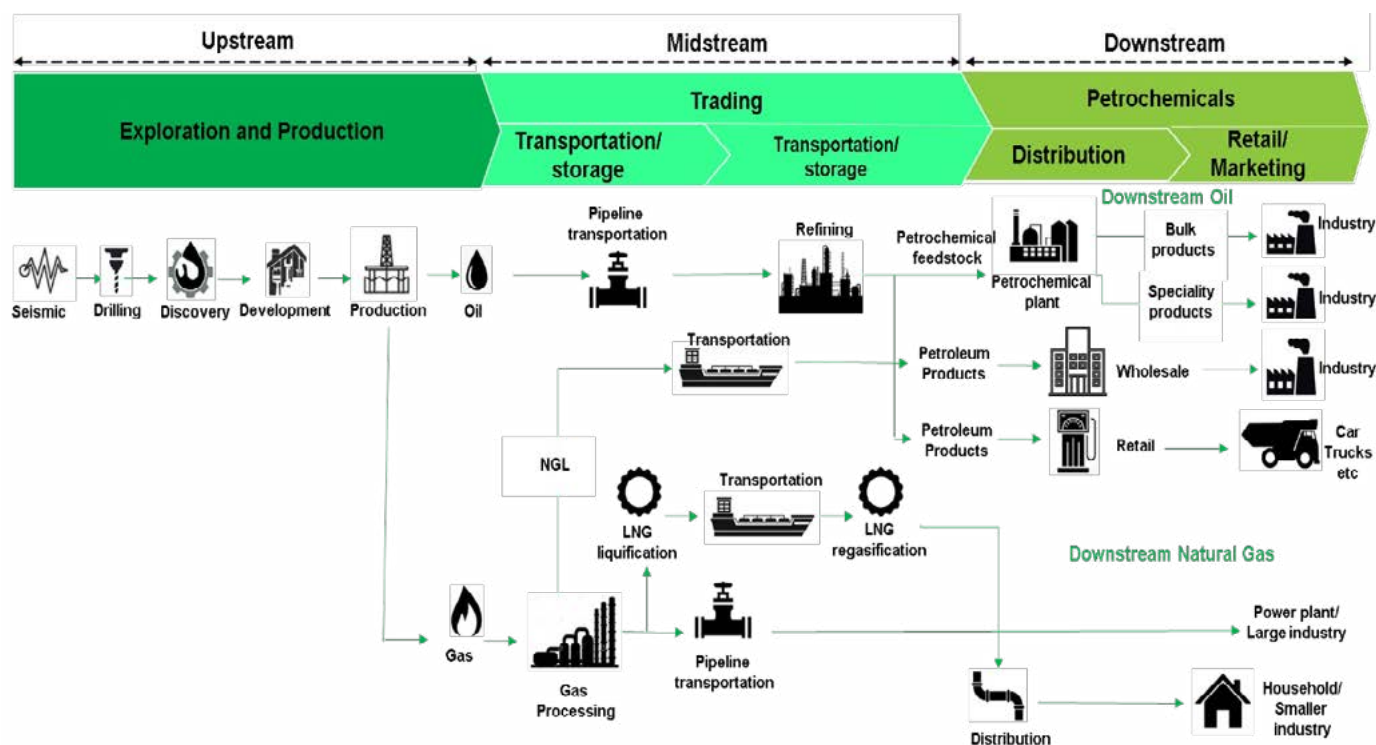 Upstream
Midstream
Downstream
Exploration and Production
Trading
Petrochemicals
Transportation/
storage
Transportation/
storage
Distribution
Retail/
Marketing
Downstream Oil
Pipeline
transportation
Refining
Petrochemical
feedstock
Petrochemical
plant
Bulk
products
Industry
Seismic
Drilling
Discovery
Development
Production
Oil
Speciality
products
Industry
Transportation
Petroleum
Products
Wholesale
Industry
Petroleum
Products
Retail
Car
Trucks
etc
NGL
LNG
liquification
Transportation
LNG
regasification
Downstream Natural Gas
Gas
Gas
Processing
Pipeline
transportation
Power plant/
Large industry
Distribution
Household/
Smaller
industry